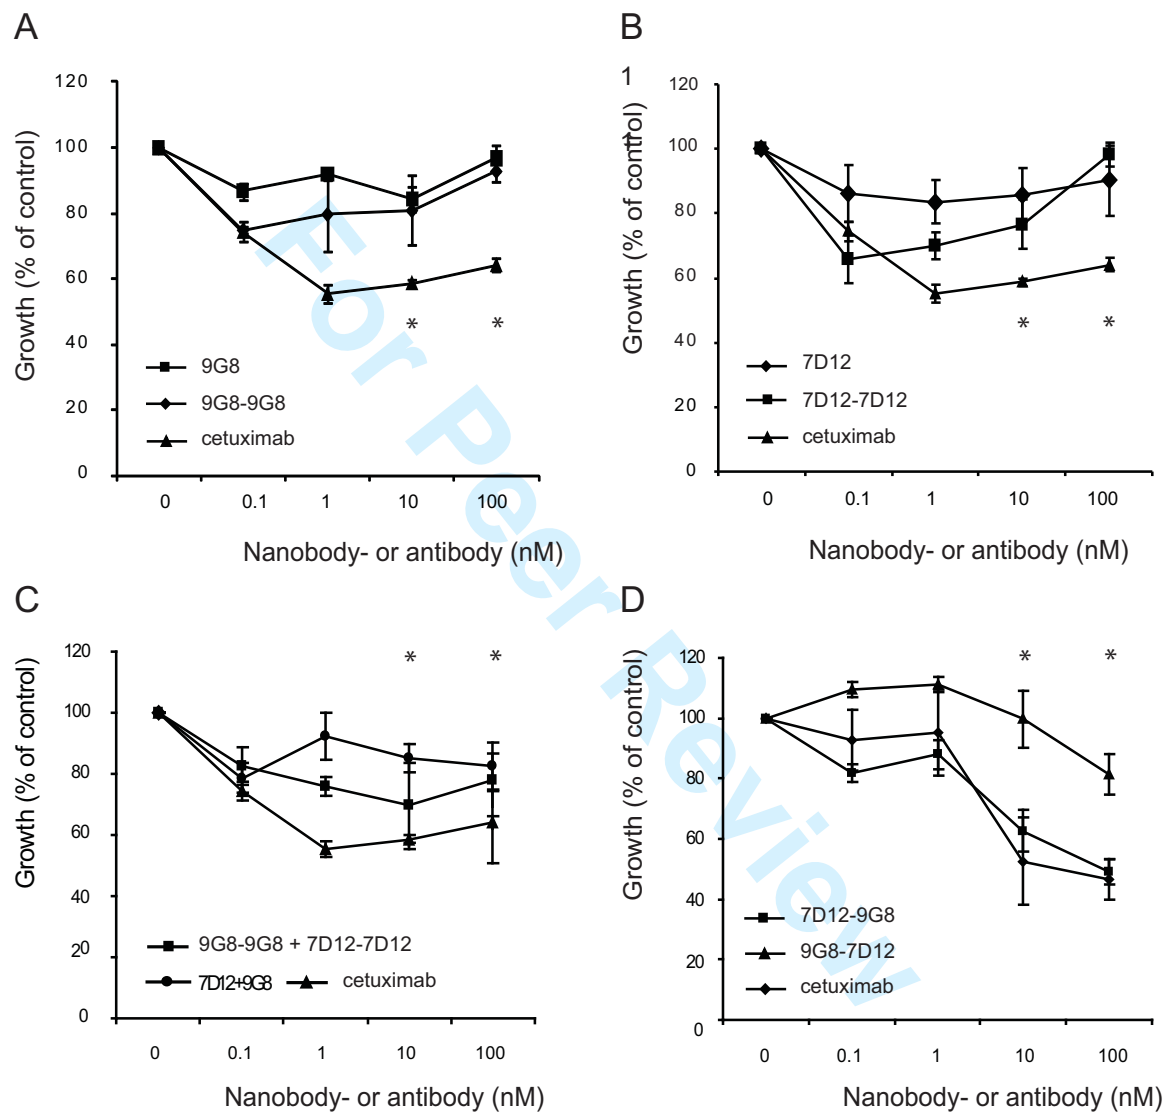 A
120
100
80
60
40
20
0
Growth (% of control)
9G8
9G8-9G8
cetuximab
0 0.1 1 10 100
* *
Nanobody- or antibody (nM)
B
1
1
120
100
80
60
40
20
0
Growth (% of control)
7D12
7D12-7D12
cetuximab
0 0.1 1 10 100
* *
Nanobody- or antibody (nM)
C
120
100
80
60
40
20
0
Growth (% of control)
* *
9G8-9G8 + 7D12-7D12
7D12+9G8 cetuximab
0 0.1 1 10 100
Nanobody- or antibody (nM)
D
120
100
80
60
40
20
0
Growth (% of control)
* *
7D12-9G8
9G8-7D12
cetuximab
0 0.1 1 10 100
Nanobody- or antibody (nM)
For Peer Review